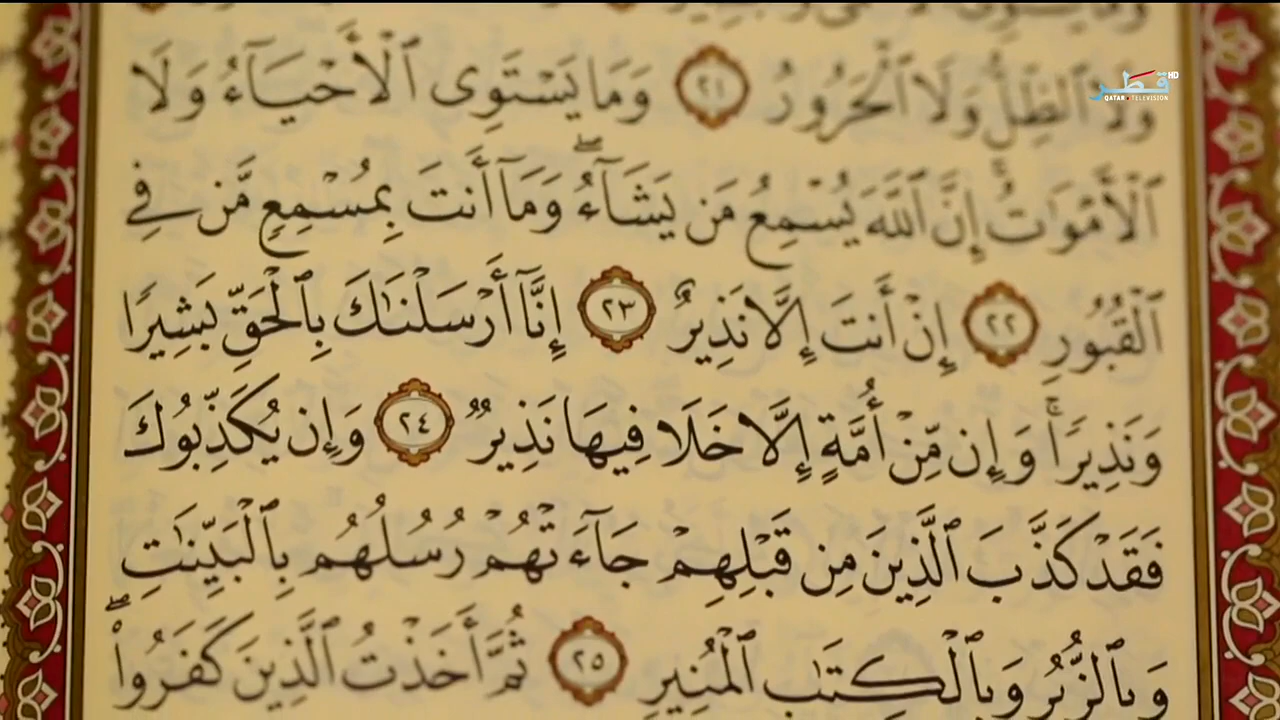 وَلَا ٱلظِّلُّ وَلَا ٱلْحَرُورُ ٢١ وَمَا يَسْتَوِى ٱلْأَحْيَآءُ وَلَا
ٱلْأَمْوَٰتُ ۚ إِنَّ ٱللَّهَ يُسْمِعُ مَن يَشَآءُ ۖ وَمَآ أَنتَ بِمُسْمِعٍ مَّن فِى
ٱلْقُبُورِ ٢٢ إِنْ أَنتَ إِلَّا نَذِيرٌ ٢٣ إِنَّآ أَرْسَلْنَٰكَ بِٱلْحَقِّ بَشِيرًا
وَنَذِيرًا ۚ وَإِن مِّنْ أُمَّةٍ إِلَّا خَلَا فِيهَا نَذِيرٌ ٢٤ وَإِن يُكَذِّبُوكَ
فَقَدْ كَذَّبَ ٱلَّذِينَ مِن قَبْلِهِمْ جَآءَتْهُمْ رُسُلُهُم بِٱلْبَيِّنَٰتِ
وَبِٱلزُّبُرِ وَبِٱلْكِتَٰبِ ٱلْمُنِيرِ ٢٥ ثُمَّ أَخَذْتُ ٱلَّذِينَ كَفَرُوا۟ ۖ
قطر HD
QATAR TELEVISION